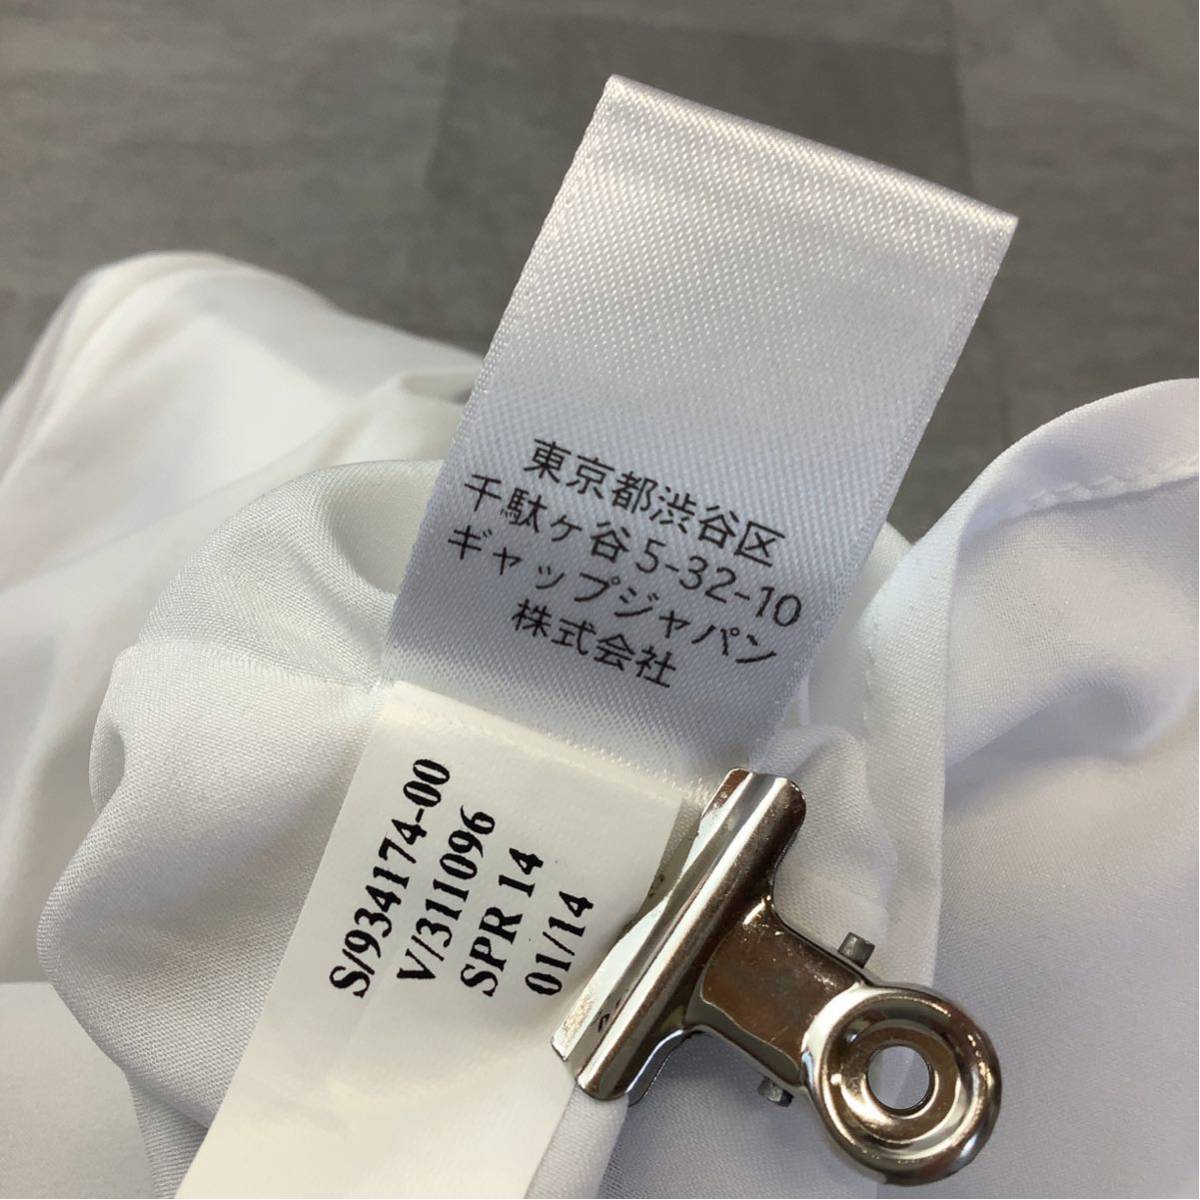 東京都渋谷区
千駄ヶ谷5-32-10
ギャップジャパン
株式会社
S/934174-00
V/311096
SPR 14
01/14